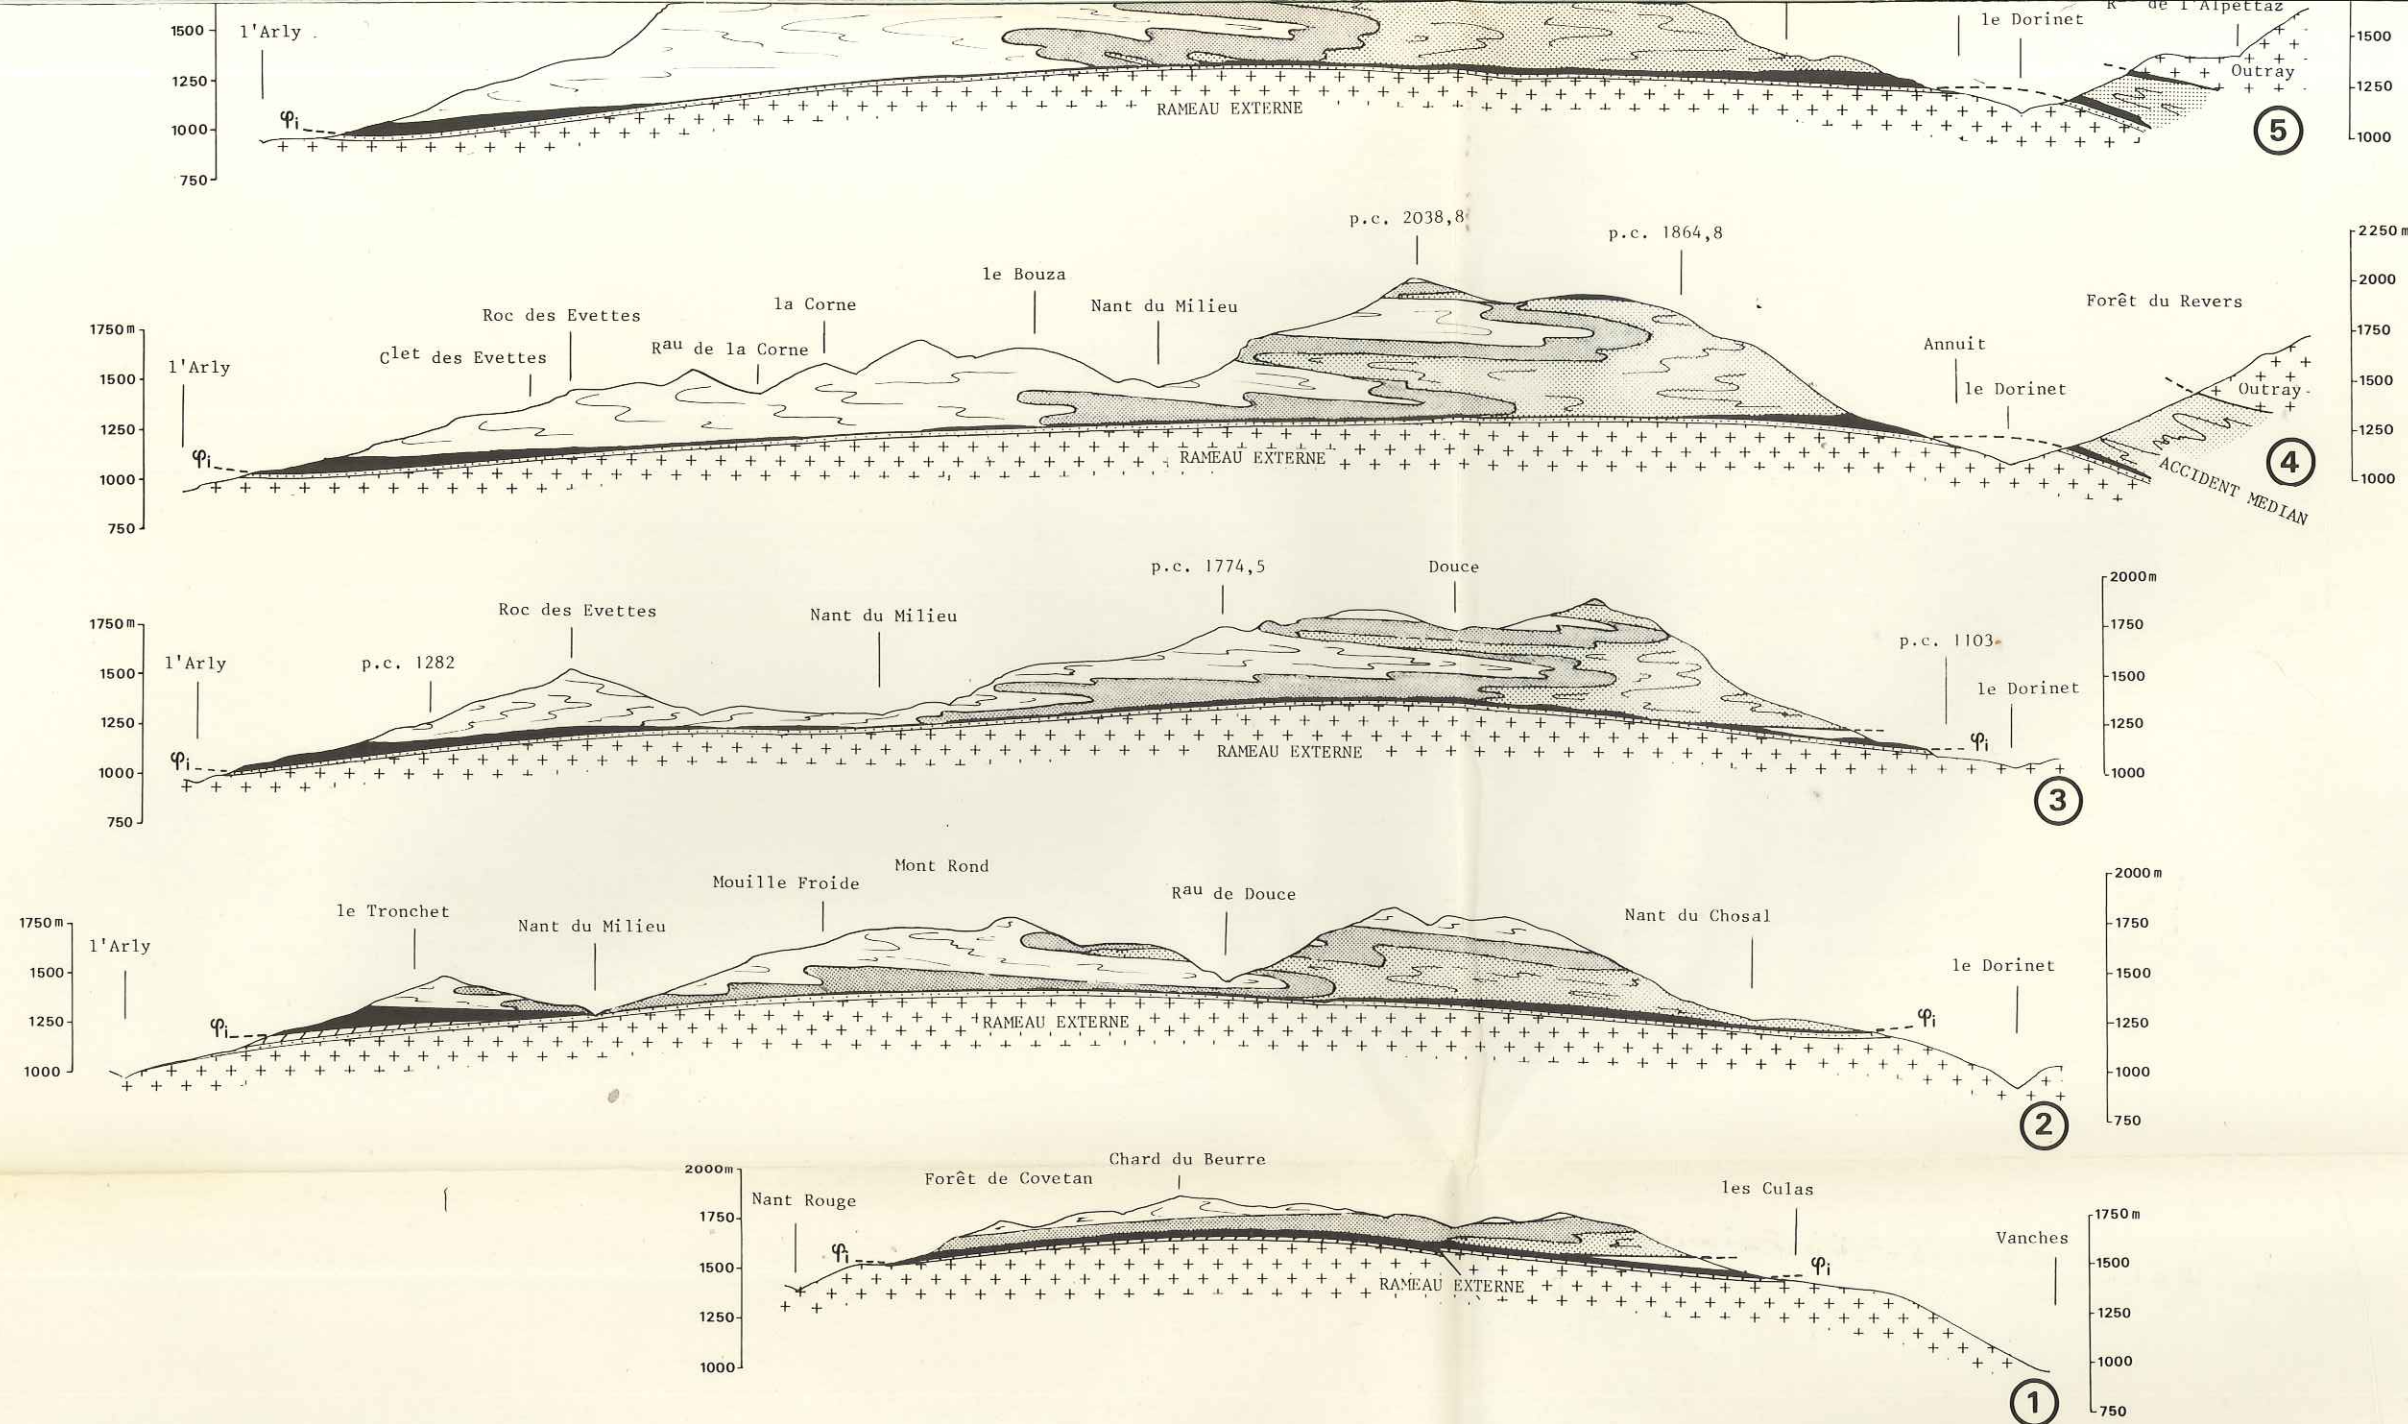 R de l'Alpettaz
l'Arly
le Dorinet
1500
1500
Outray
1250
1250
RAMEAU EXTERNE
φi
1000
1000
5
750
p.c. 2038,8
p.c. 1864,8
2250 m
le Bouza
2000
la Corne
Nant du Milieu
Forêt du Revers
Roc des Evettes
1750 m
1750
Rau de la Corne
Clet des Evettes
Annuit
l'Arly
1500
1500
le Dorinet
Outray
1250
1250
φi
RAMEAU EXTERNE
4
1000
1000
ACCIDENT MEDIAN
750
p.c. 1774,5
Douce
2000m
Roc des Evettes
Nant du Milieu
1750m
1750
p.c. 1103
l'Arly
p.c. 1282
1500
1500
le Dorinet
1250
1250
φi
RAMEAU EXTERNE
φi
1000
1000
3
750
Mont Rond
2000m
Mouille Froide
Rau de Douce
le Tronchet
Nant du Chosal
1750m
Nant du Milieu
1750
l'Arly
le Dorinet
1500
1500
1250
φi
RAMEAU EXTERNE
φi
1250
1000
1000
2
750
Chard du Beurre
2000m
Forêt de Covetan
les Culas
Nant Rouge
1750
1750m
Vanches
φi
1500
φi
1500
RAMEAU EXTERNE
1250
1250
1000
1000
1
750